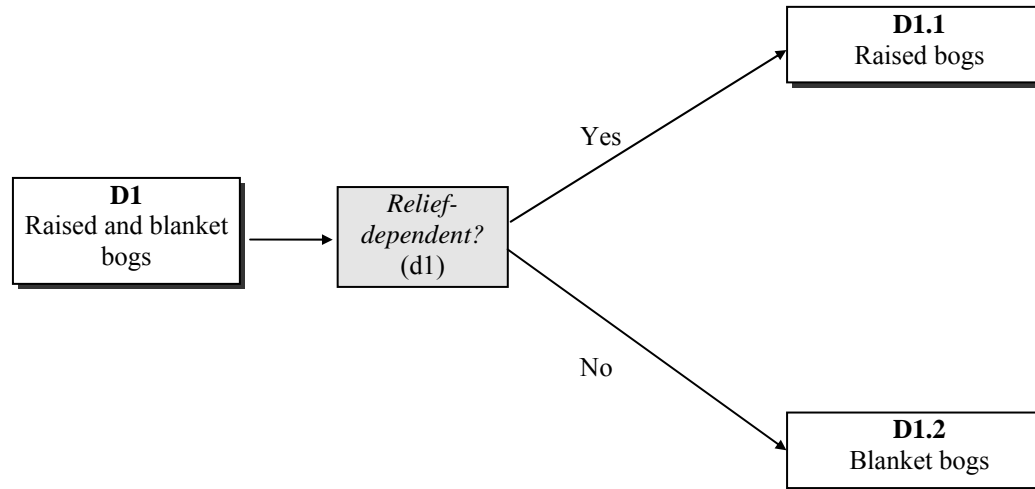 D1
Raised and blanket
bogs
Relief-
dependent?
(d1)
Yes
No
D1.1
Raised bogs
D1.2
Blanket bogs